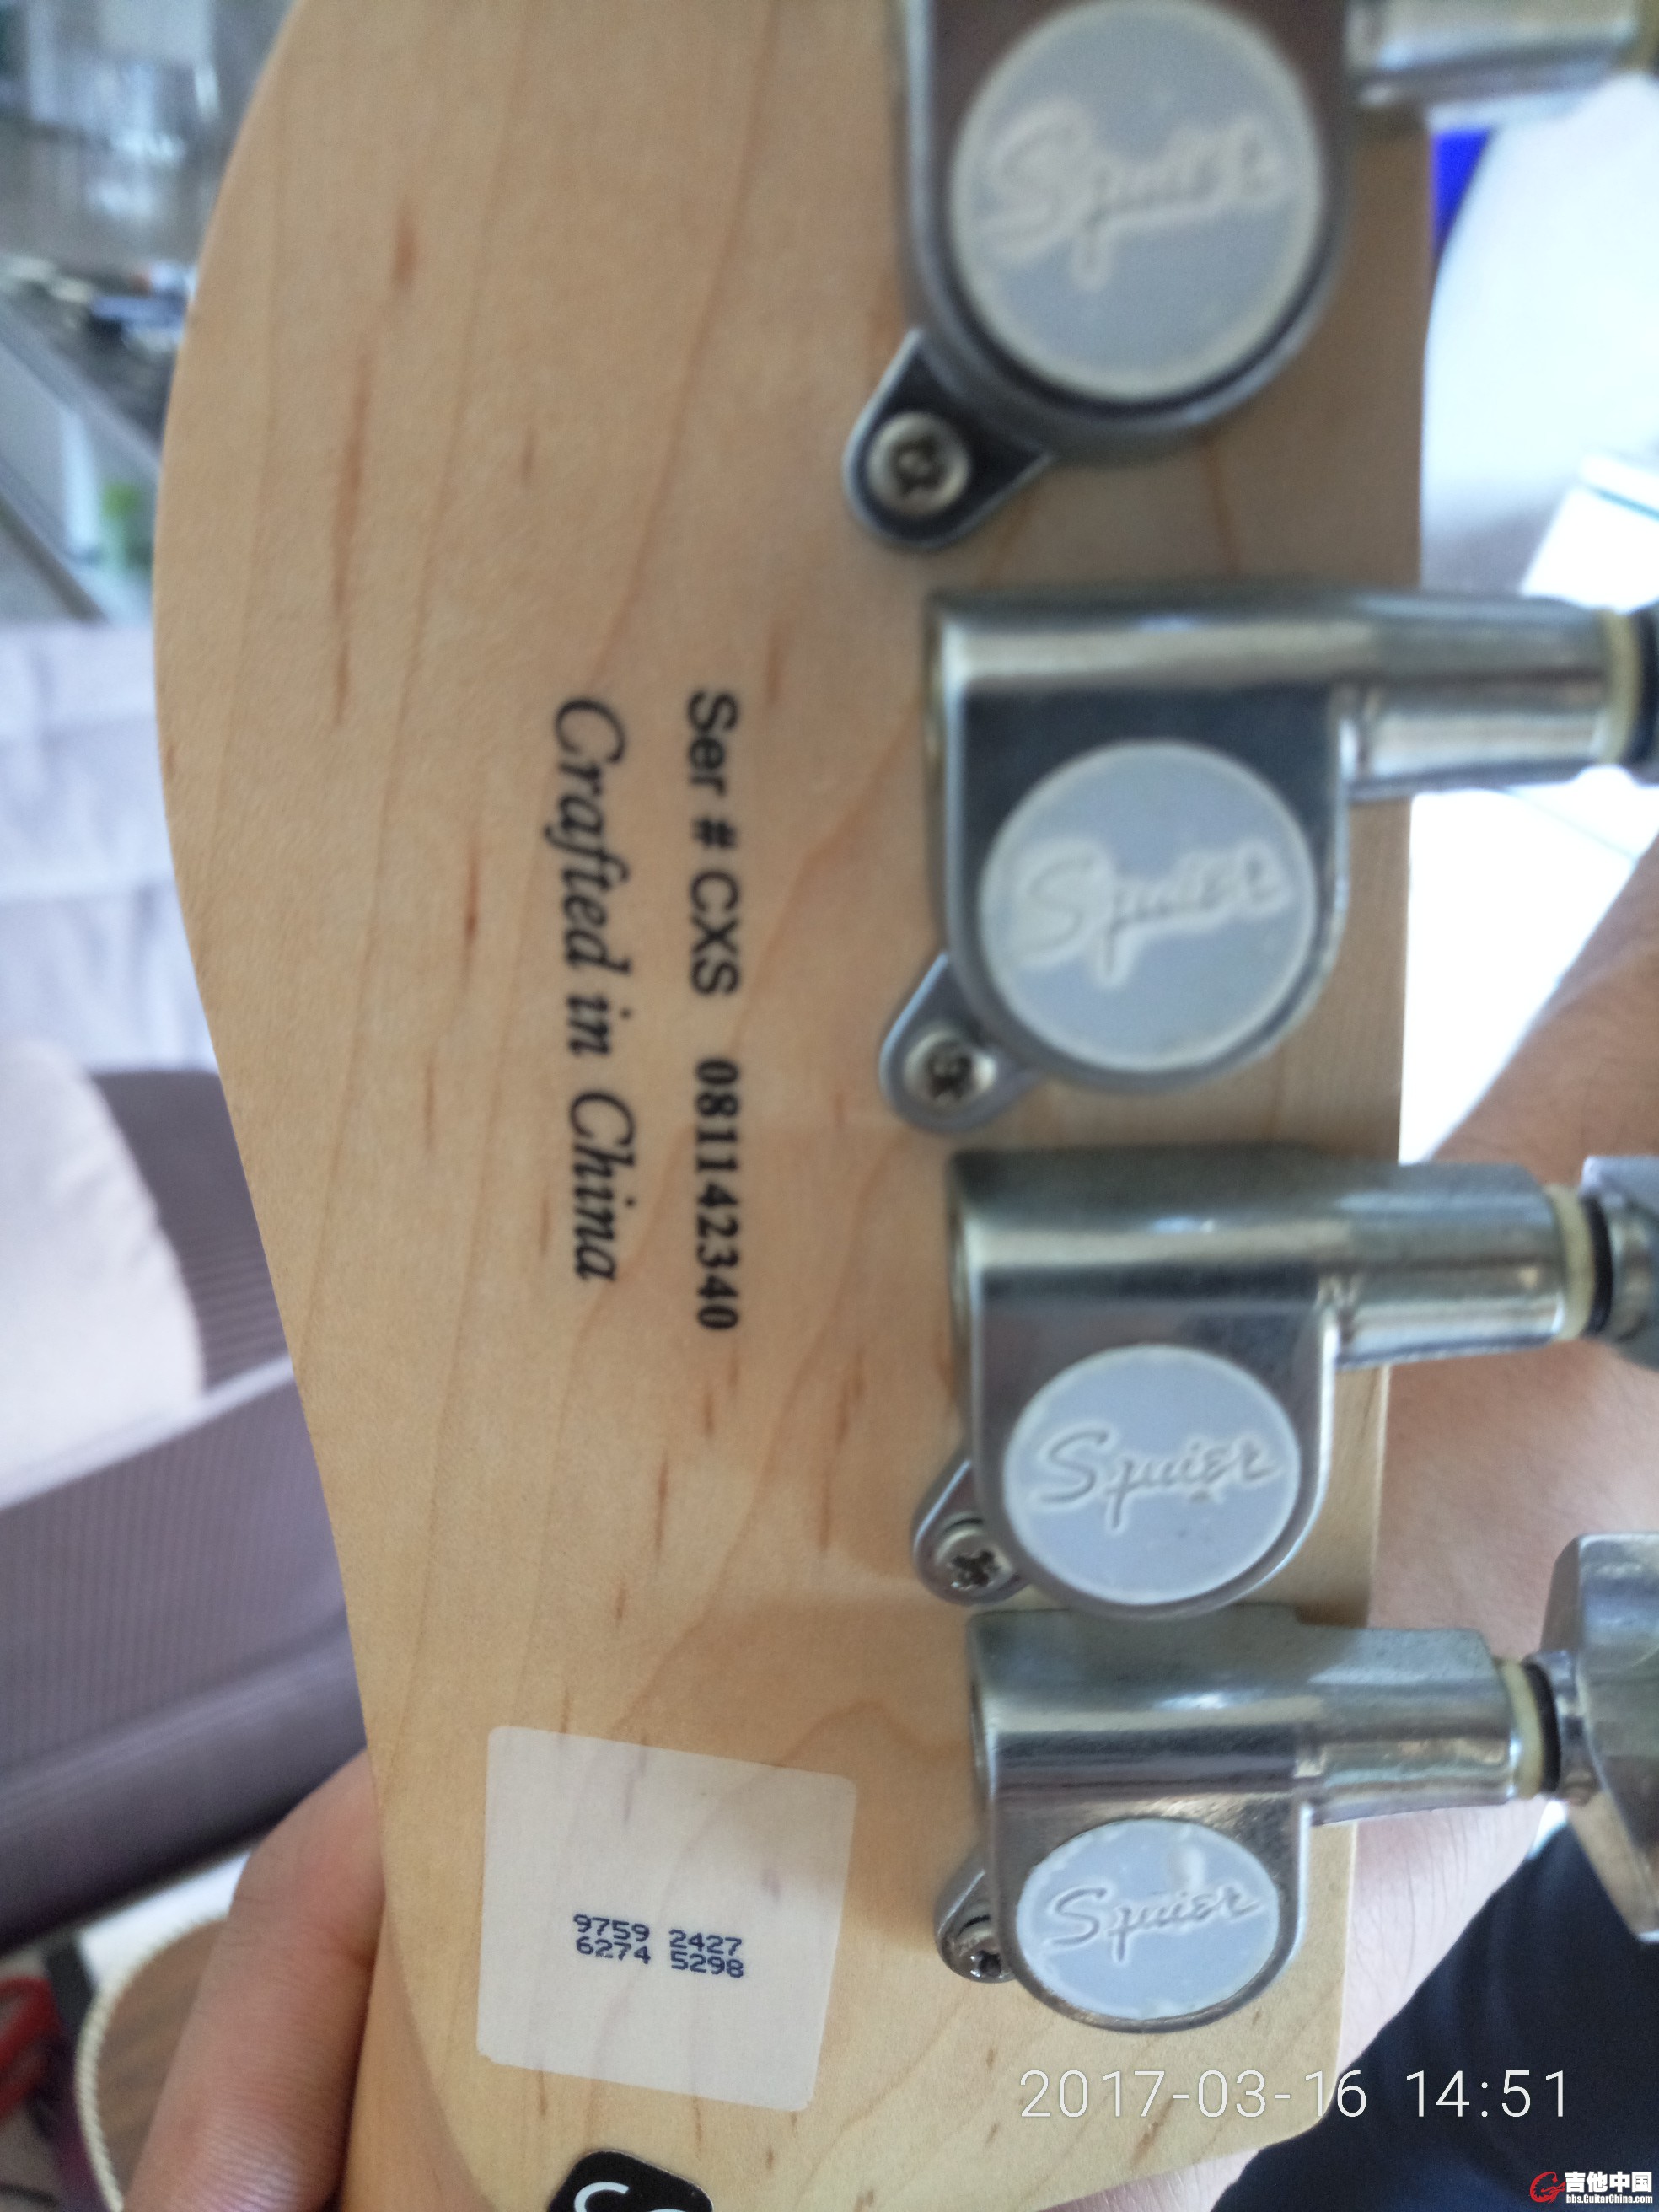 Squier
Squier
Squier
Squier
Ser # CXS 081142340
Crafted in China
9759 2427
6274 5298
2017-03-16 14:51
吉他中国
bbs.GuitarChina.com